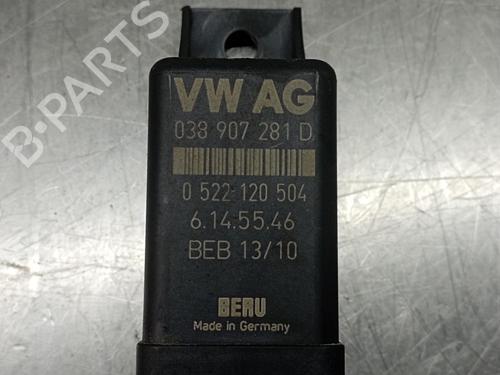 VW AG
038 907 281 D
0 522 120 504
6.14.55.46
BEB 13/10
BERU
Made in Germany
B-PARTS